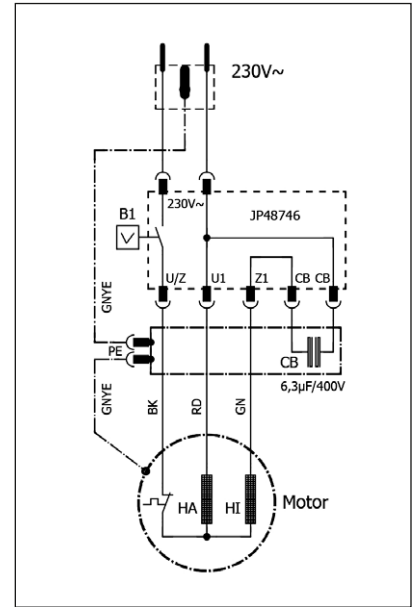 230V~
230V~
JP48746
B1
U/Z U1 Z1 CB CB
GNYE
PE
CB
6,3µF/400V
GNYE
BK
RD
GN
HA
HI
Motor